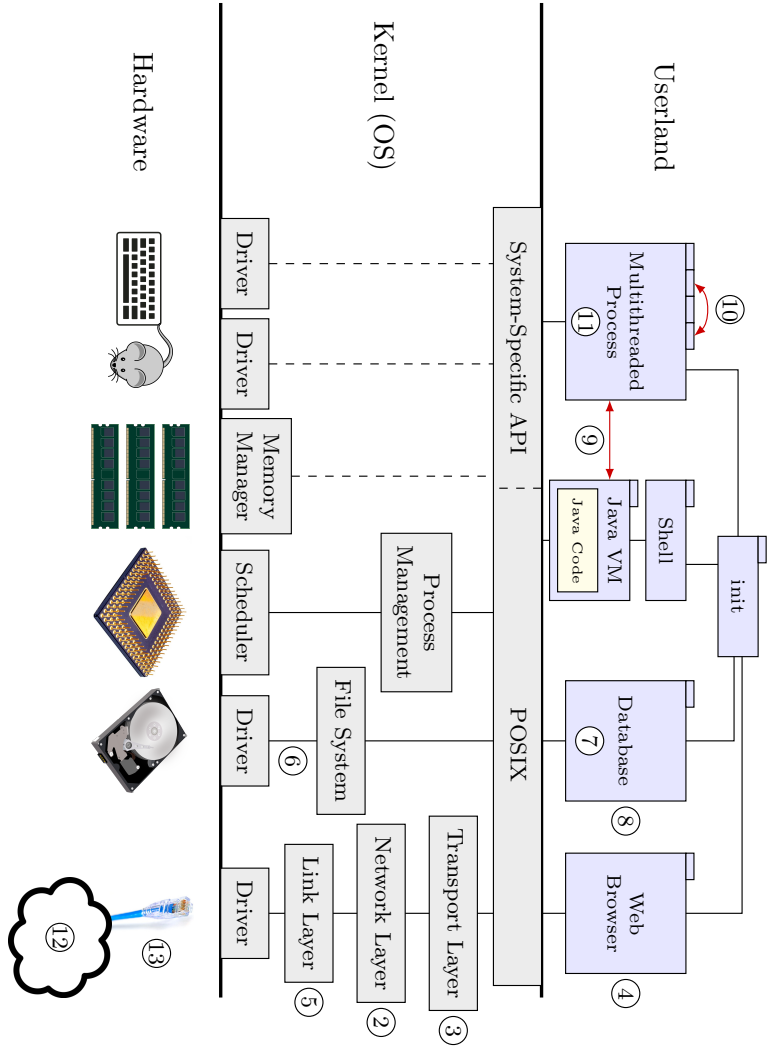 Userland
init
⑩
Multithreaded
Process
⑪
⑨
Shell
Java VM
Java Code
Database
⑦
⑧
Web
Browser
④
System-Specific API
POSIX
Kernel (OS)
Process
Management
Transport Layer
③
Network Layer
②
File System
⑥
Link Layer
⑤
Driver
Driver
Memory
Manager
Scheduler
Driver
Driver
Hardware
⑬
⑫